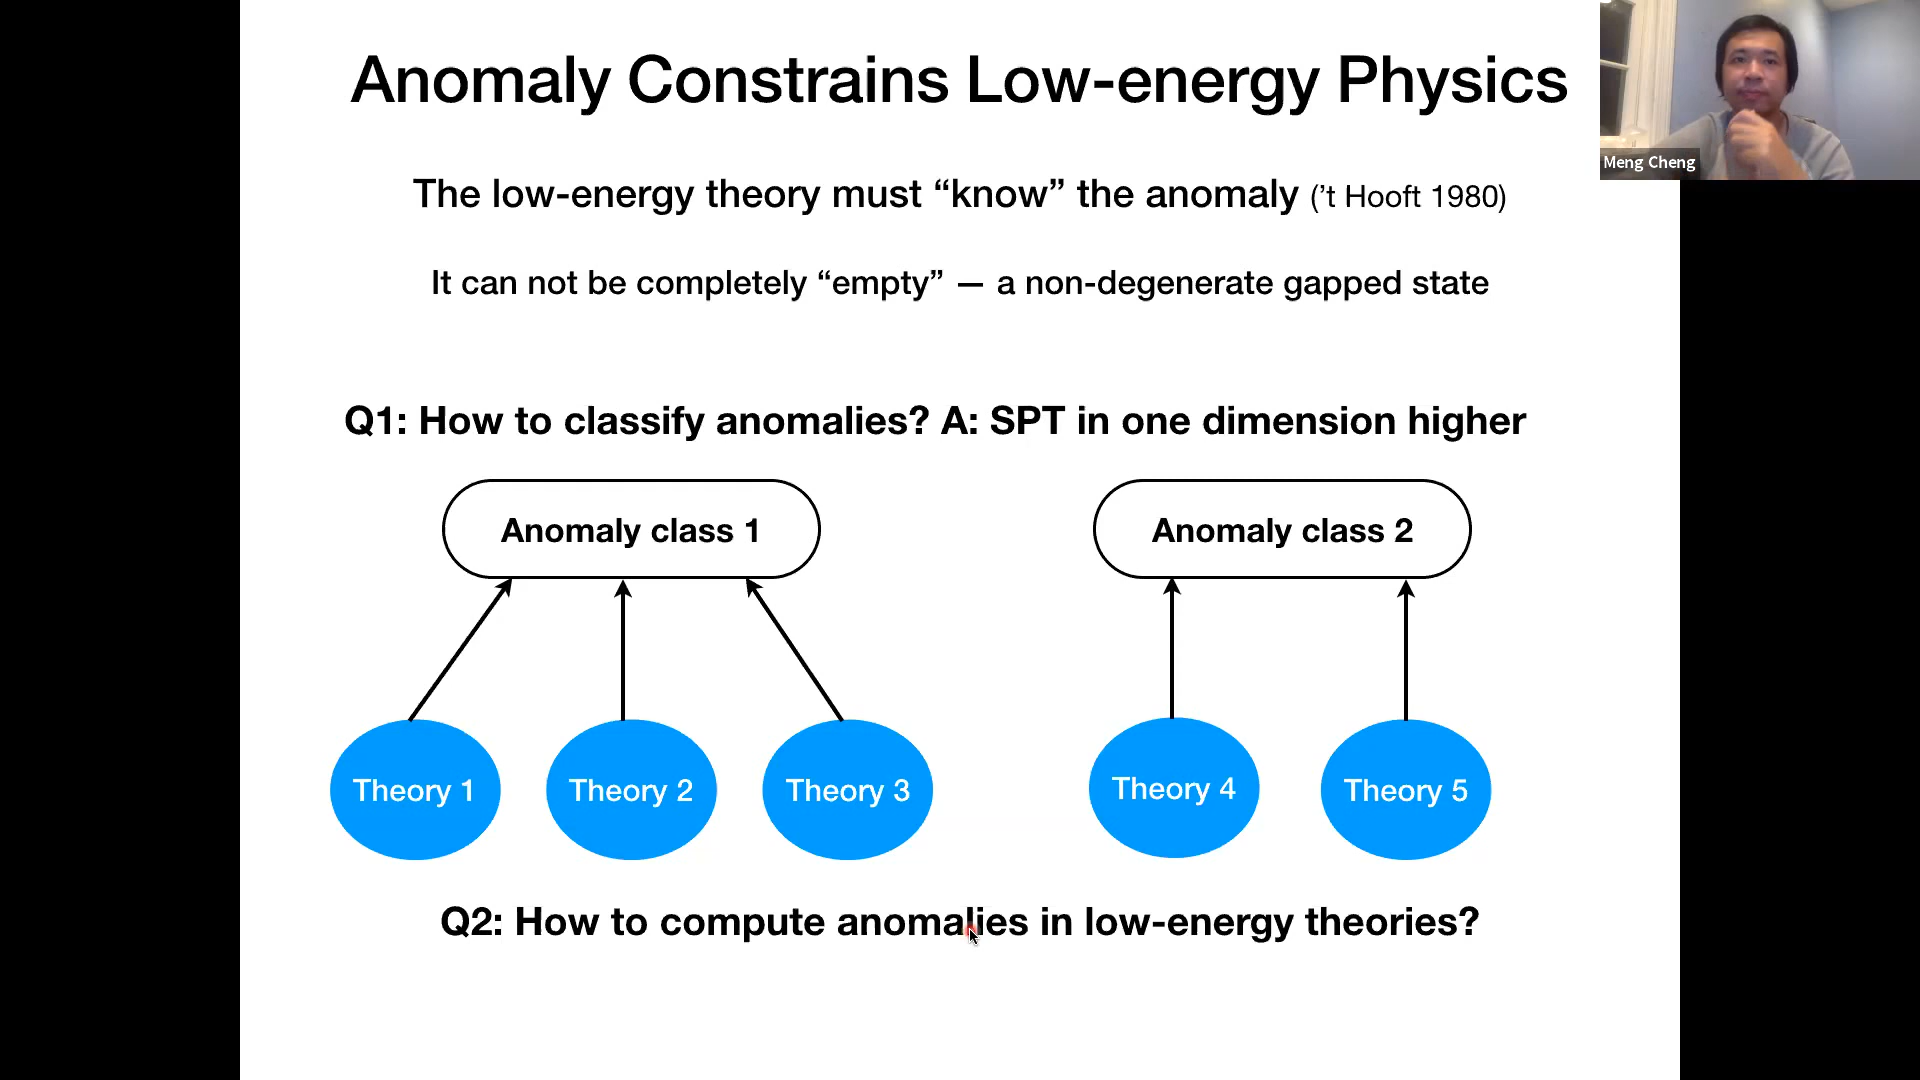 Anomaly Constrains Low-energy Physics
Meng Cheng
The low-energy theory must “know” the anomaly (’t Hooft 1980)
It can not be completely “empty” — a non-degenerate gapped state
Q1: How to classify anomalies? A: SPT in one dimension higher
Anomaly class 1
Anomaly class 2
Theory 1
Theory 2
Theory 3
Theory 4
Theory 5
Q2: How to compute anomalies in low-energy theories?